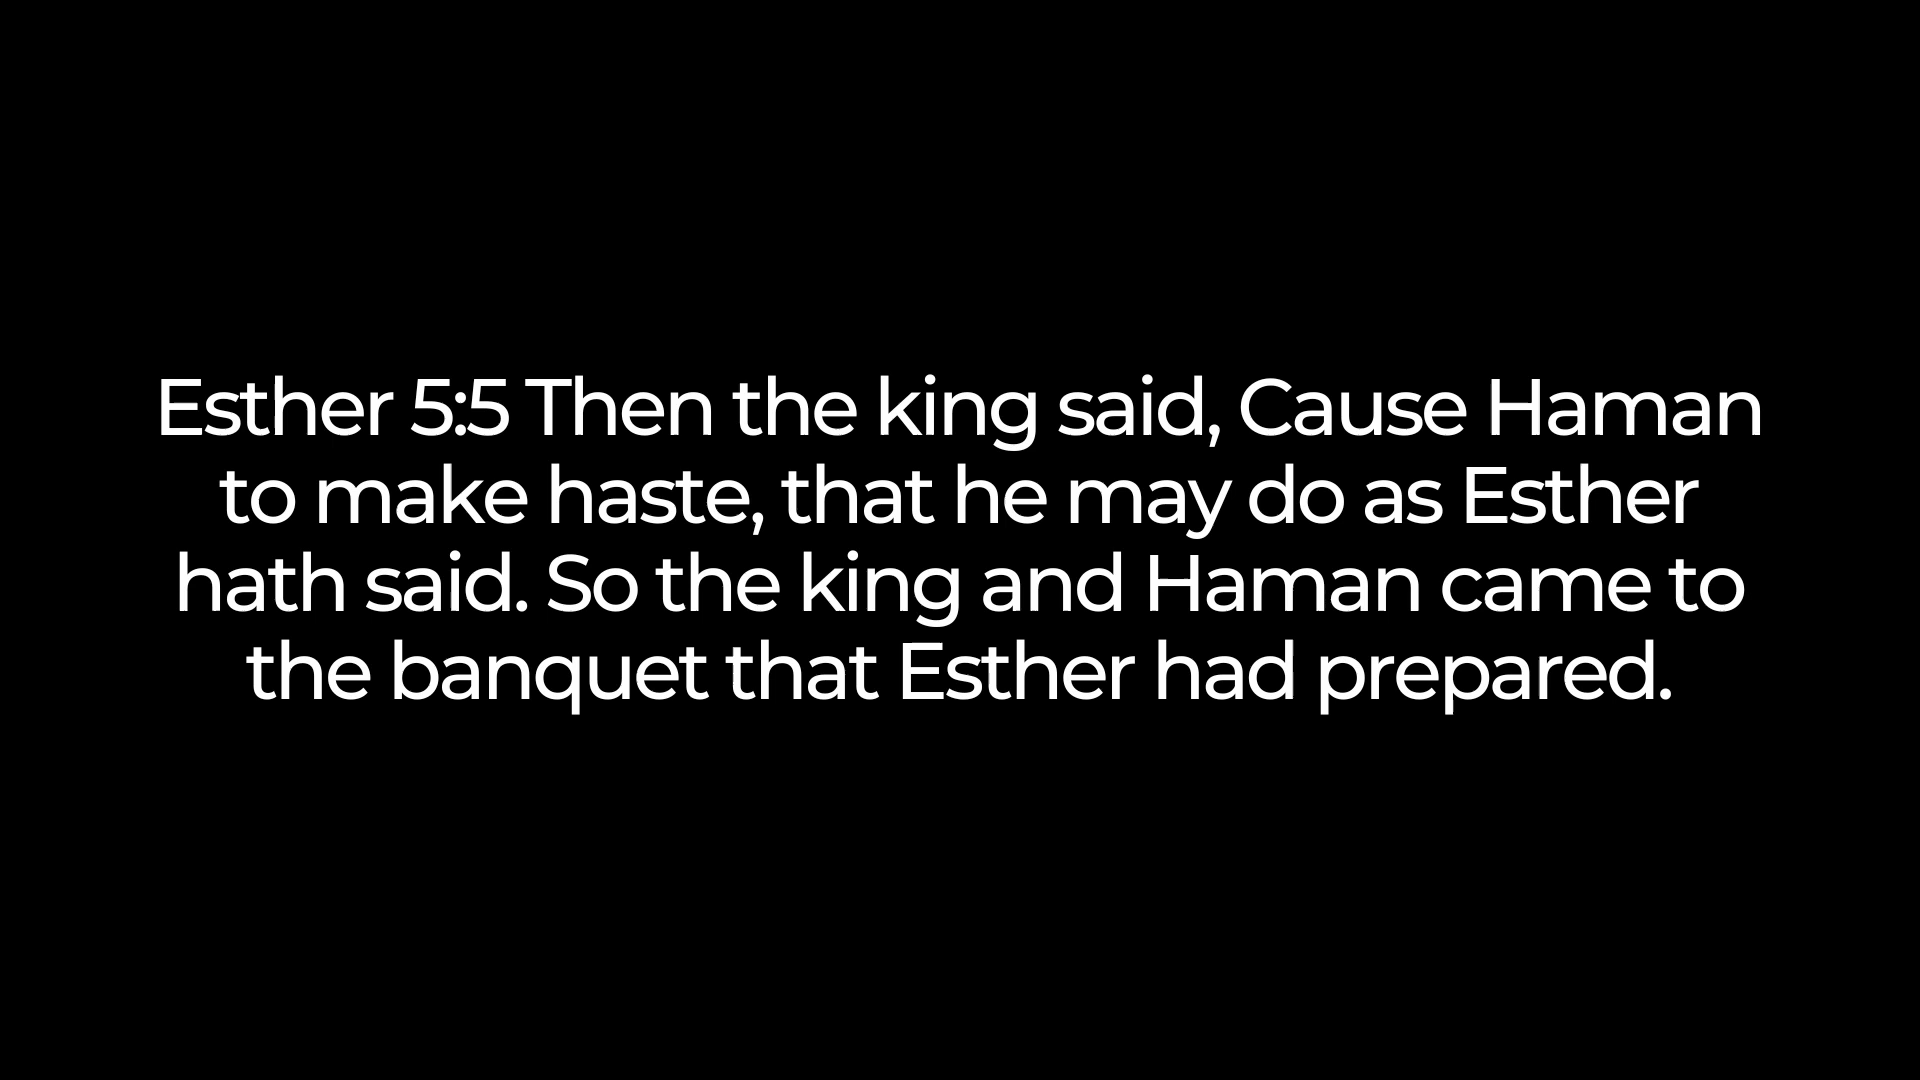 Esther 5:5 Then the king said, Cause Haman
to make haste, that he may do as Esther
hath said. So the king and Haman came to
the banquet that Esther had prepared.